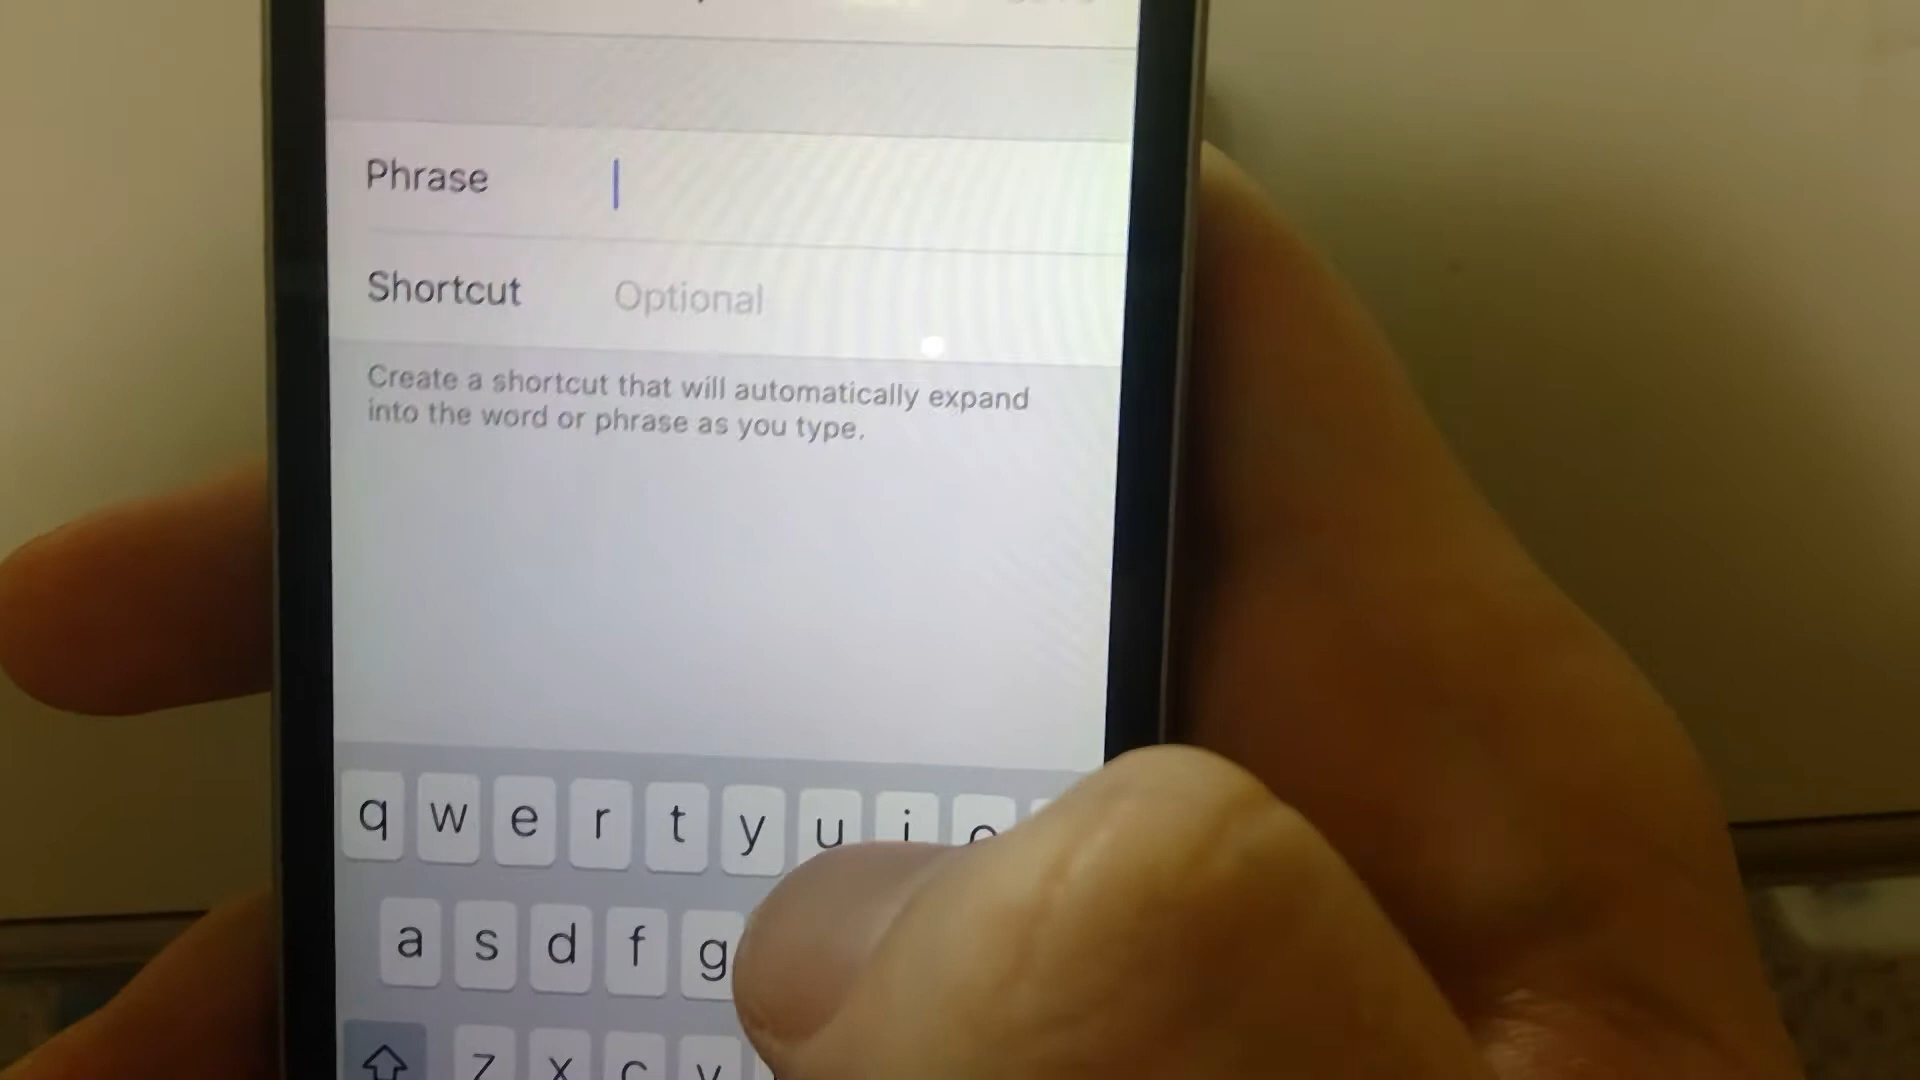 Phrase
Shortcut Optional
Create a shortcut that will automatically expand
into the word or phrase as you type.
q w e r t y u i o
a s d f g
z x c v